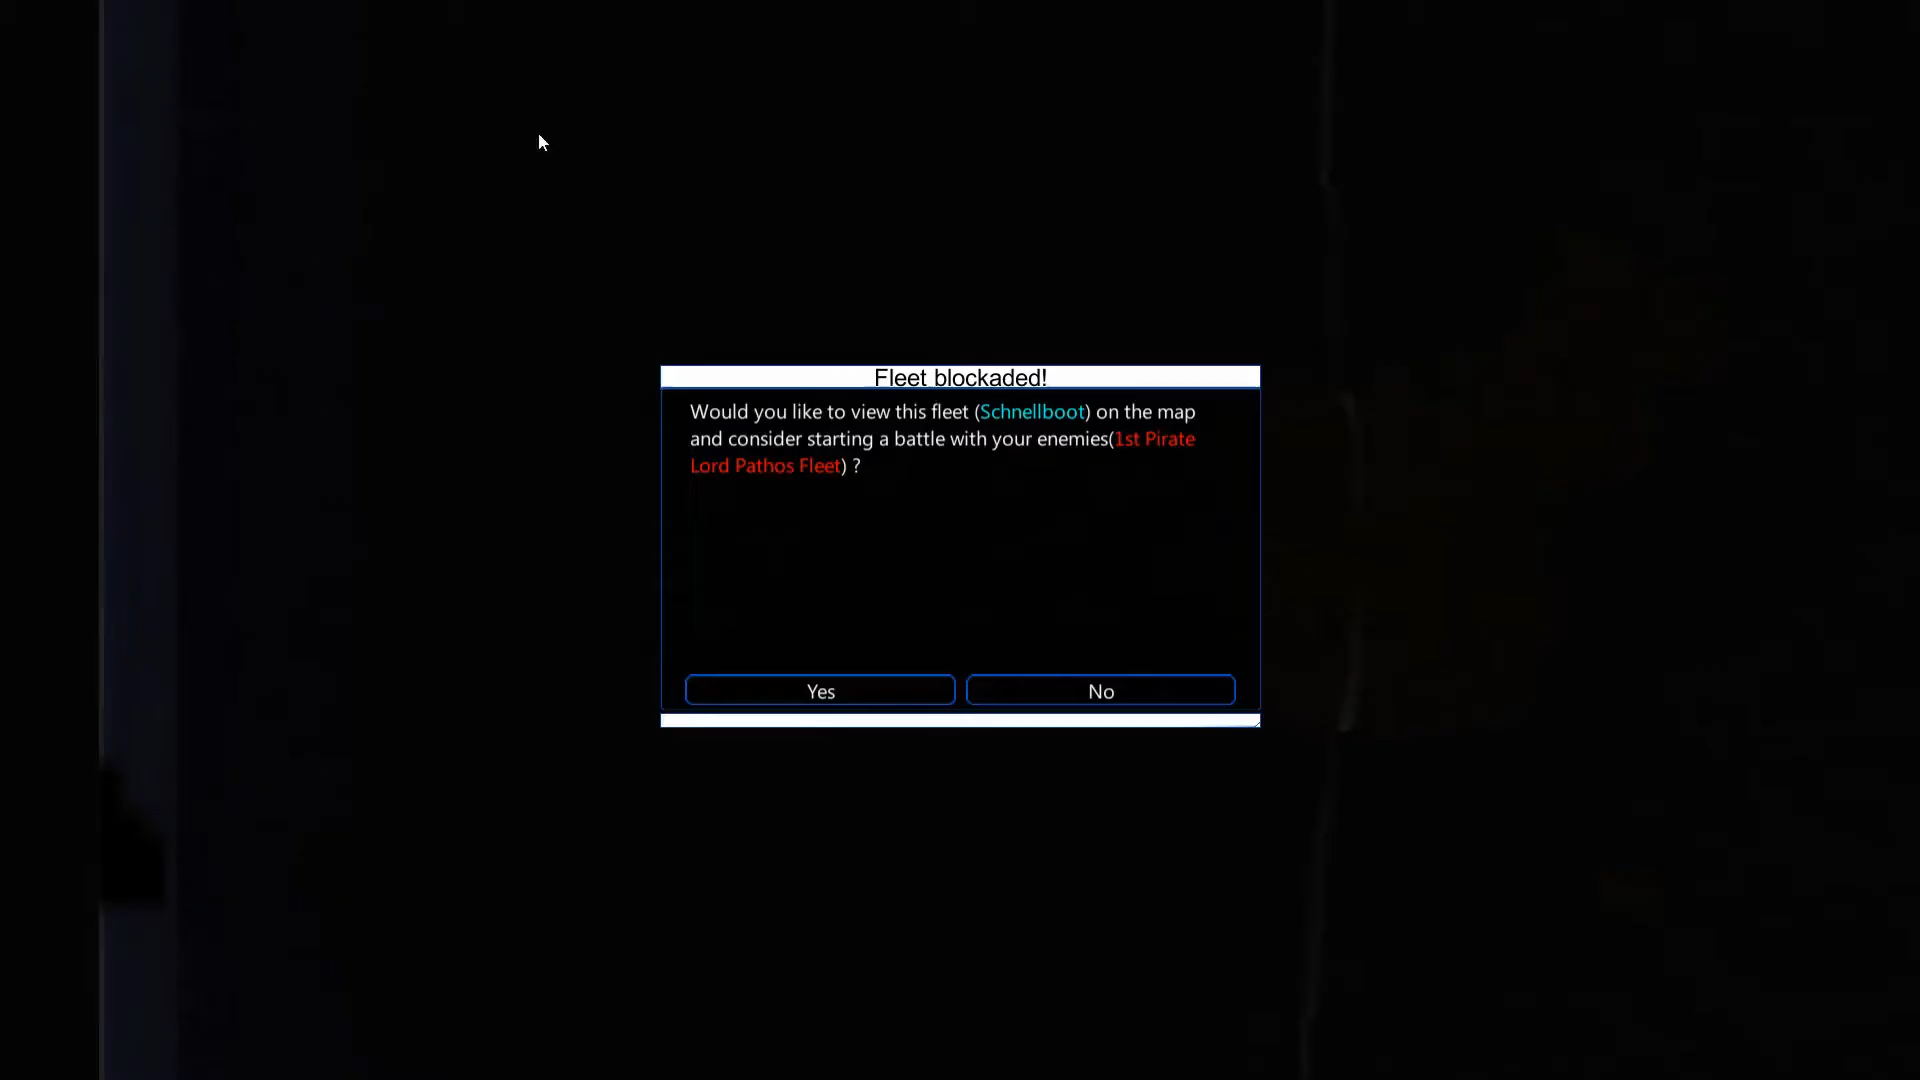 Fleet blockaded!
Would you like to view this fleet (Schnellboot) on the map
and consider starting a battle with your enemies(1st Pirate
Lord Pathos Fleet) ?
Yes
No